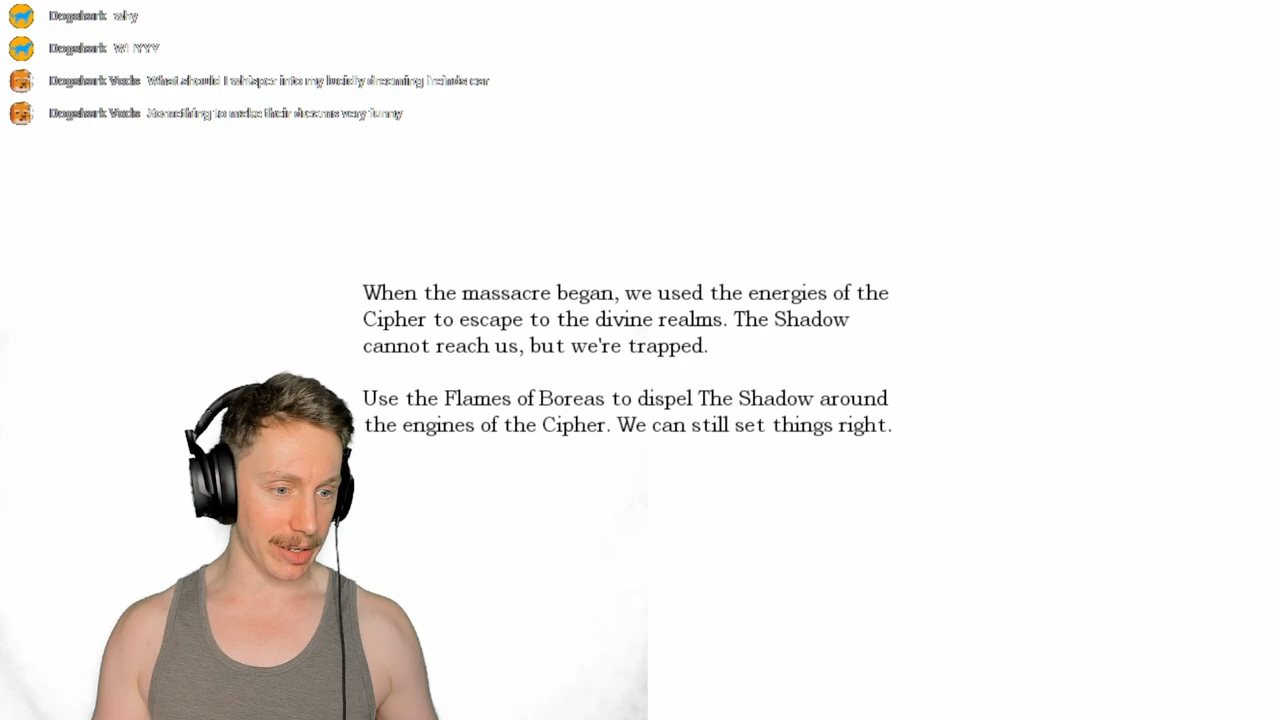 Dogshark why
Dogshark WHYYY
Dogshark Vods What should I whisper into my lucidly dreaming freinds ear
Dogshark Vods Something to make their dreams very funny
When the massacre began, we used the energies of the
Cipher to escape to the divine realms. The Shadow
cannot reach us, but we're trapped.
Use the Flames of Boreas to dispel The Shadow around
the engines of the Cipher. We can still set things right.